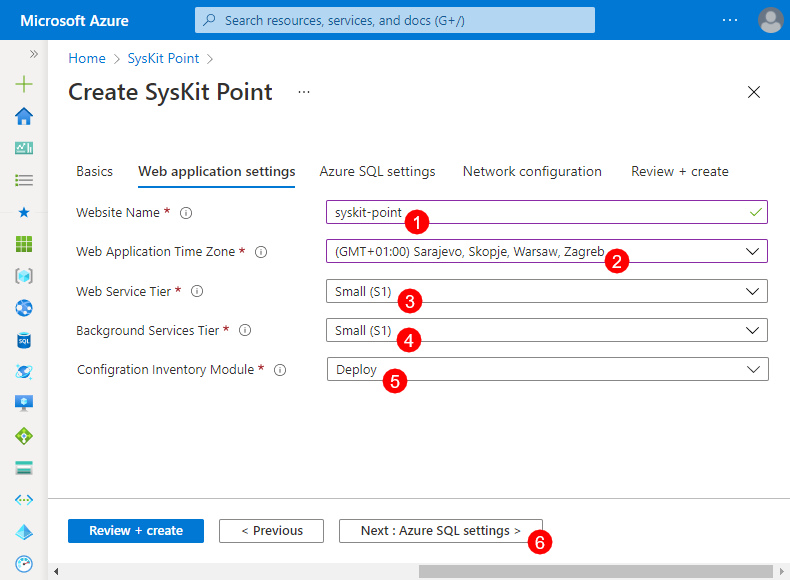 Microsoft Azure
Search resources, services, and docs (G+/)
...
»
Home > SysKit Point >
Create SysKit Point ...
Basics Web application settings Azure SQL settings Network configuration Review + create
Website Name * syskit-point 1
Web Application Time Zone * (GMT+01:00) Sarajevo, Skopje, Warsaw, Zagreb 2
Web Service Tier * Small (S1) 3
Background Services Tier * Small (S1) 4
Configration Inventory Module * Deploy 5
SQL
Review + create < Previous Next : Azure SQL settings > 6